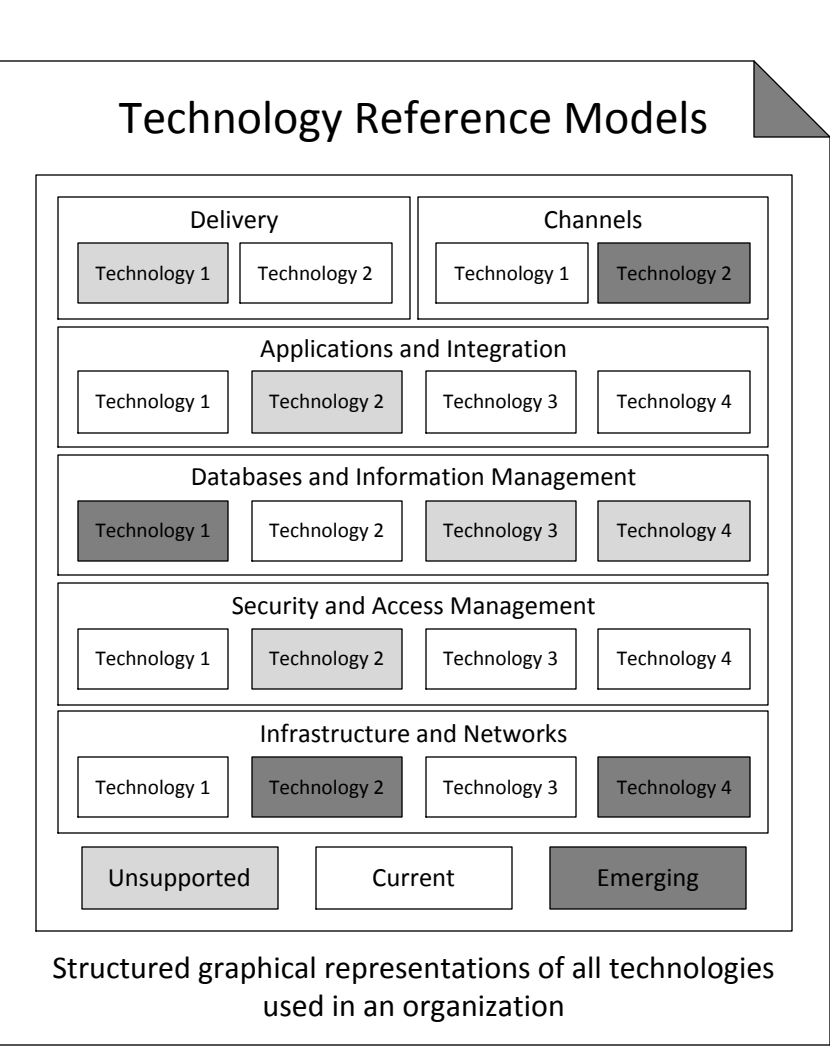 Technology Reference Models
Delivery
Channels
Technology 1
Technology 2
Technology 1
Technology 2
Applications and Integration
Technology 1
Technology 2
Technology 3
Technology 4
Databases and Information Management
Technology 1
Technology 2
Technology 3
Technology 4
Security and Access Management
Technology 1
Technology 2
Technology 3
Technology 4
Infrastructure and Networks
Technology 1
Technology 2
Technology 3
Technology 4
Unsupported
Current
Emerging
Structured graphical representations of all technologies
used in an organization